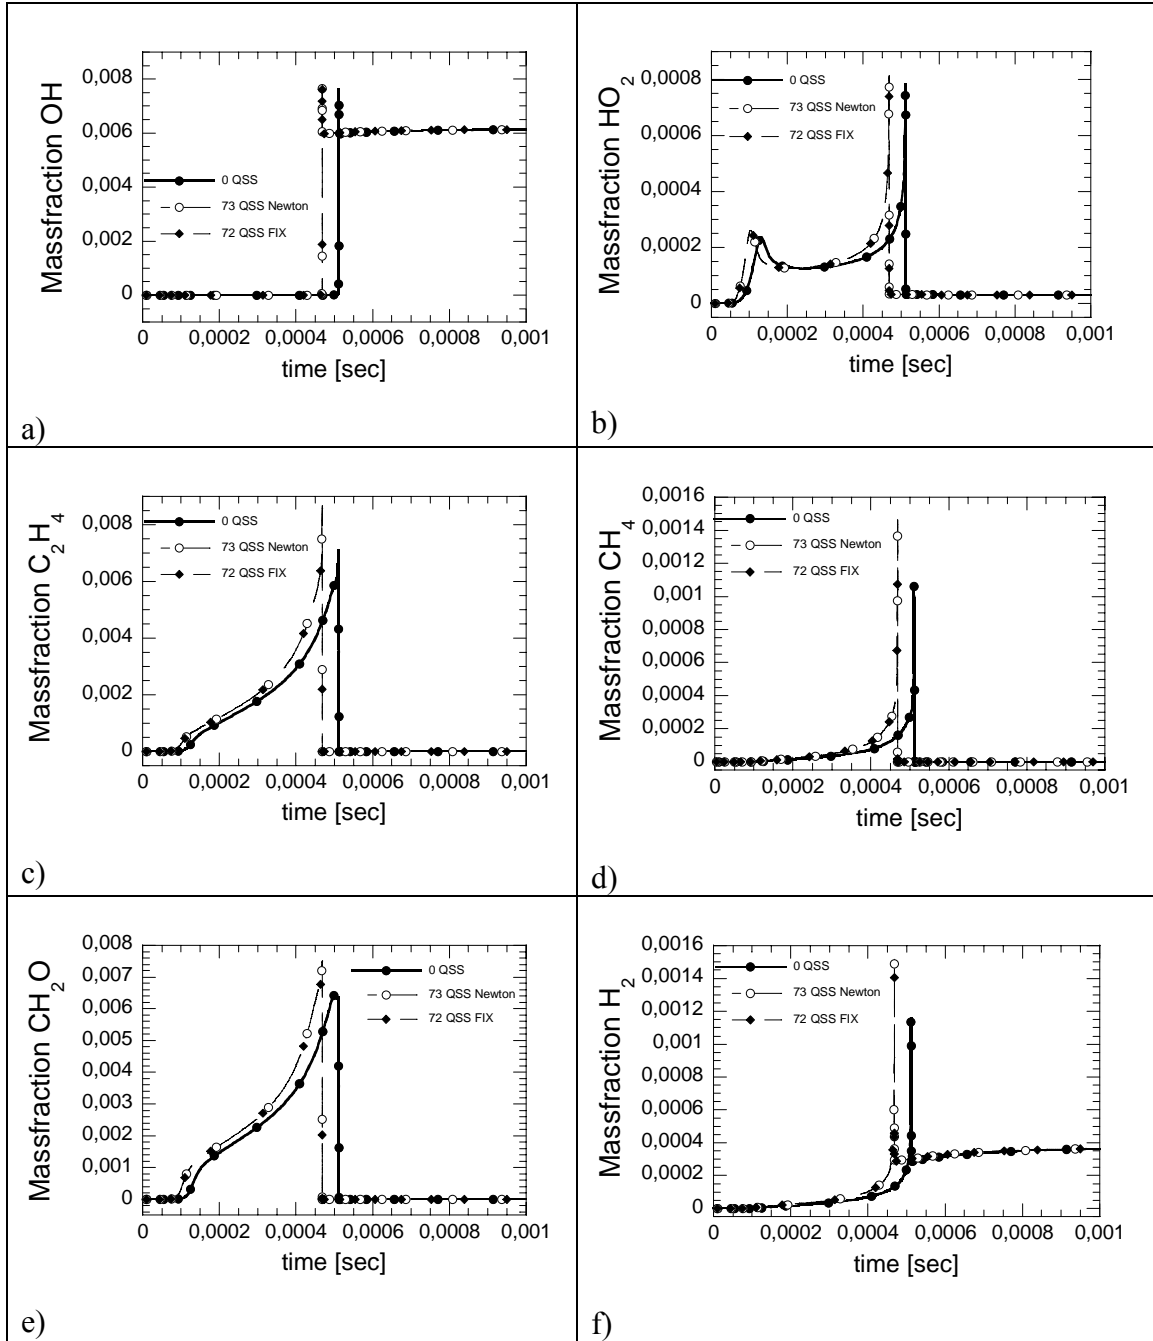 Massfraction OH
0,008
0,006
0,004
0,002
0
0 QSS
73 QSS Newton
72 QSS FIX
0 0,0002 0,0004 0,0006 0,0008 0,001
time [sec]
a)
Massfraction HO2
0,0008
0,0006
0,0004
0,0002
0
0 QSS
73 QSS Newton
72 QSS FIX
0 0,0002 0,0004 0,0006 0,0008 0,001
time [sec]
b)
Massfraction C2H4
0,008
0,006
0,004
0,002
0
0 QSS
73 QSS Newton
72 QSS FIX
0 0,0002 0,0004 0,0006 0,0008 0,001
time [sec]
c)
Massfraction CH4
0,0016
0,0014
0,0012
0,001
0,0008
0,0006
0,0004
0,0002
0
0 QSS
73 QSS Newton
72 QSS FIX
0 0,0002 0,0004 0,0006 0,0008 0,001
time [sec]
d)
Massfraction CH2O
0,008
0,007
0,006
0,005
0,004
0,003
0,002
0,001
0
0 QSS
73 QSS Newton
72 QSS FIX
0 0,0002 0,0004 0,0006 0,0008 0,001
time [sec]
e)
Massfraction H2
0,0016
0,0014
0,0012
0,001
0,0008
0,0006
0,0004
0,0002
0
0 QSS
73 QSS Newton
72 QSS FIX
0 0,0002 0,0004 0,0006 0,0008 0,001
time [sec]
f)